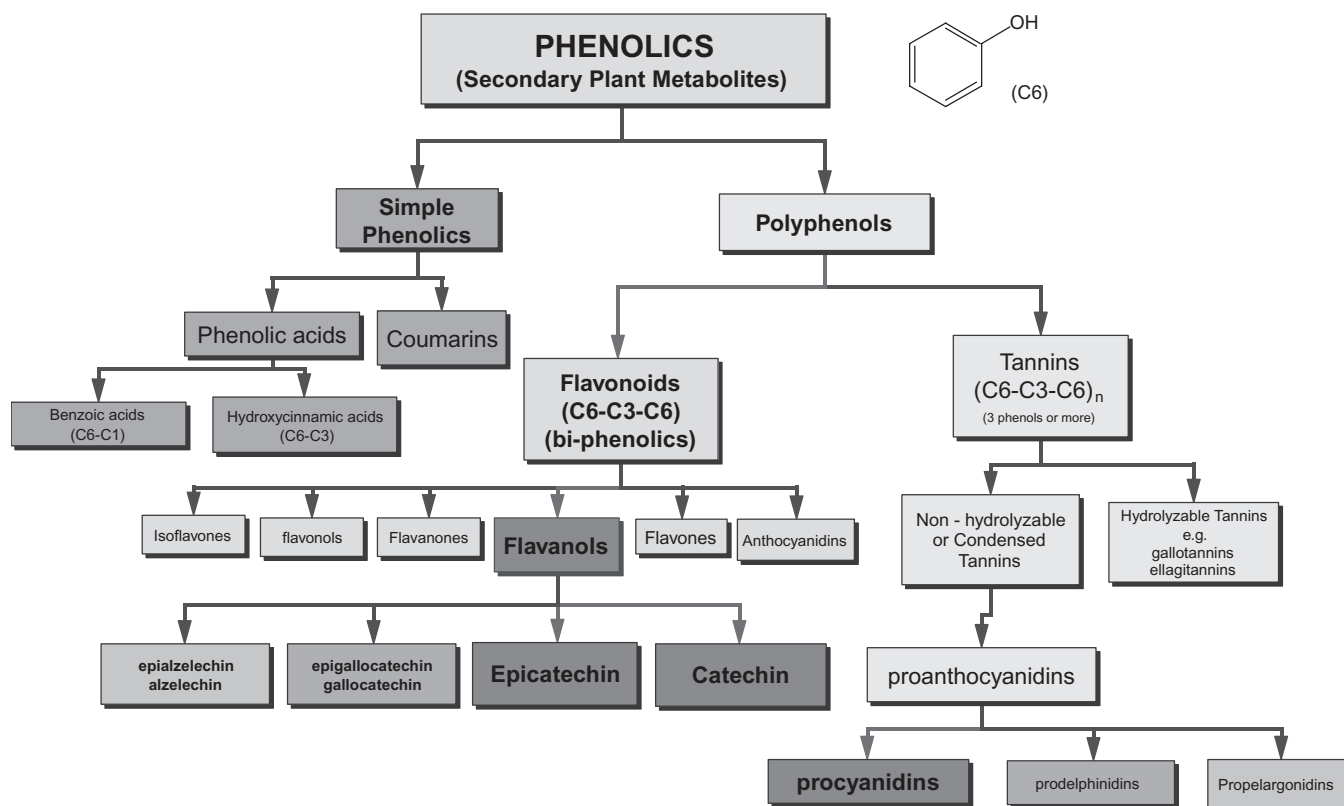 PHENOLICS
(Secondary Plant Metabolites)
OH
(C6)
Simple
Phenolics
Polyphenols
Phenolic acids
Coumarins
Benzoic acids
(C6-C1)
Hydroxycinnamic acids
(C6-C3)
Flavonoids
(C6-C3-C6)
(bi-phenolics)
Tannins
(C6-C3-C6)n
(3 phenols or more)
Isoflavones
flavonols
Flavanones
Flavanols
Flavones
Anthocyanidins
Non - hydrolyzable
or Condensed
Tannins
Hydrolyzable Tannins
e.g.
gallotannins
ellagitannins
epialzelechin
alzelechin
epigallocatechin
gallocatechin
Epicatechin
Catechin
proanthocyanidins
procyanidins
prodelphinidins
Propelargonidins